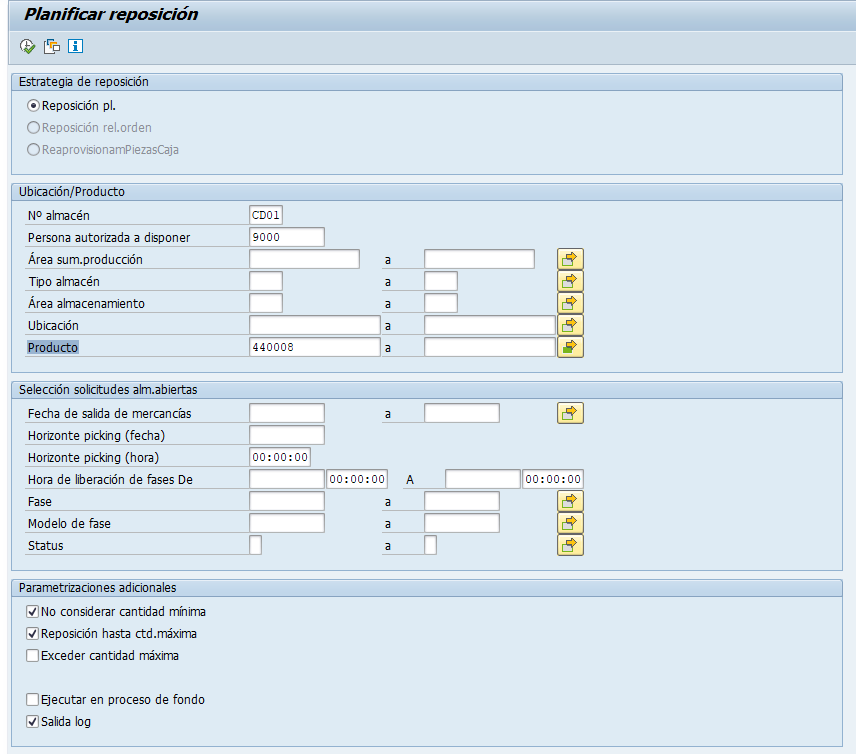 Planificar reposición
Estrategia de reposición
Reposición pl.
Reposición rel.orden
ReaprovisionamPiezasCaja
Ubicación/Producto
Nº almacén CD01
Persona autorizada a disponer 9000
Área sum.producción a
Tipo almacén a
Área almacenamiento a
Ubicación a
Producto 440008 a
Selección solicitudes alm.abiertas
Fecha de salida de mercancías a
Horizonte picking (fecha)
Horizonte picking (hora) 00:00:00
Hora de liberación de fases De 00:00:00 A 00:00:00
Fase a
Modelo de fase a
Status a
Parametrizaciones adicionales
No considerar cantidad mínima
Reposición hasta ctd.máxima
Exceder cantidad máxima
Ejecutar en proceso de fondo
Salida log